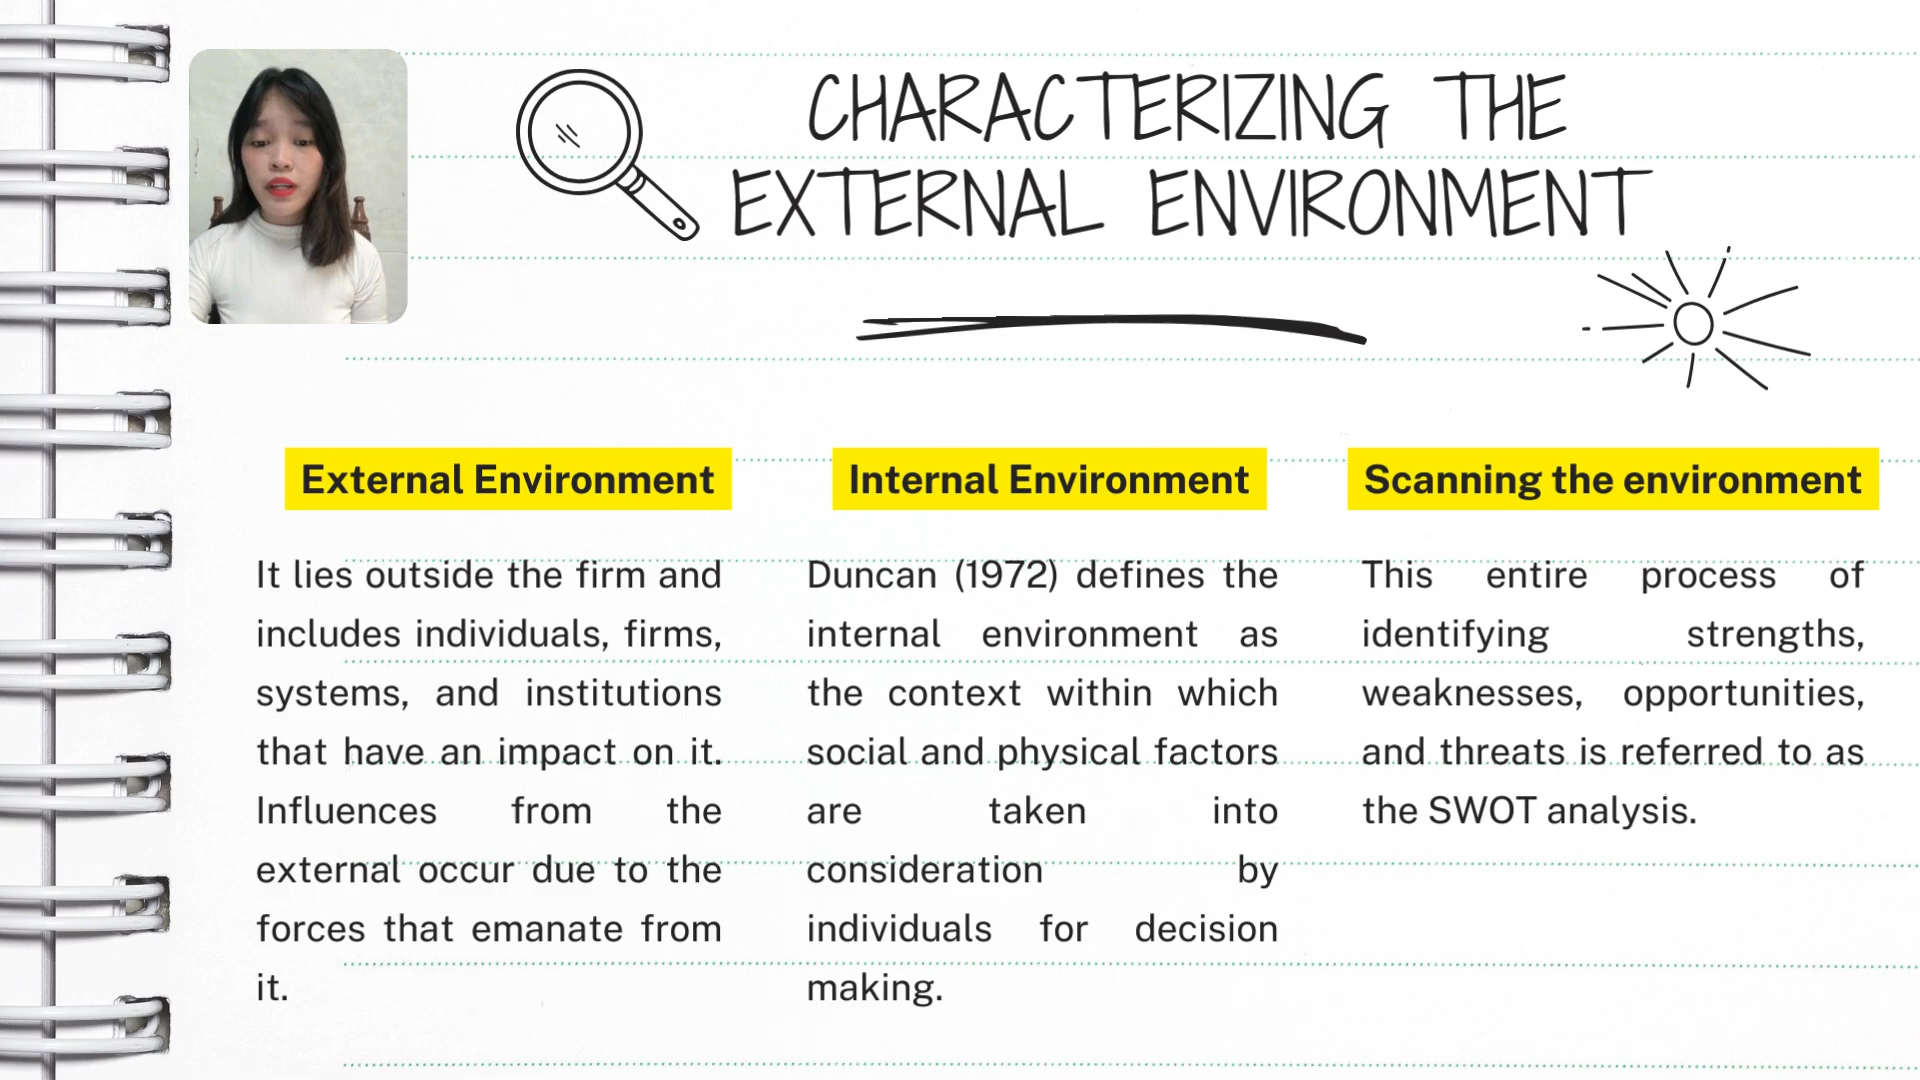 CHARACTERIZING THE
EXTERNAL ENVIRONMENT
External Environment
It lies outside the firm and
includes individuals, firms,
systems, and institutions
that have an impact on it.
Influences from the
external occur due to the
forces that emanate from
it.
Internal Environment
Duncan (1972) defines the
internal environment as
the context within which
social and physical factors
are taken into
consideration by
individuals for decision
making.
Scanning the environment
This entire process of
identifying strengths,
weaknesses, opportunities,
and threats is referred to as
the SWOT analysis.